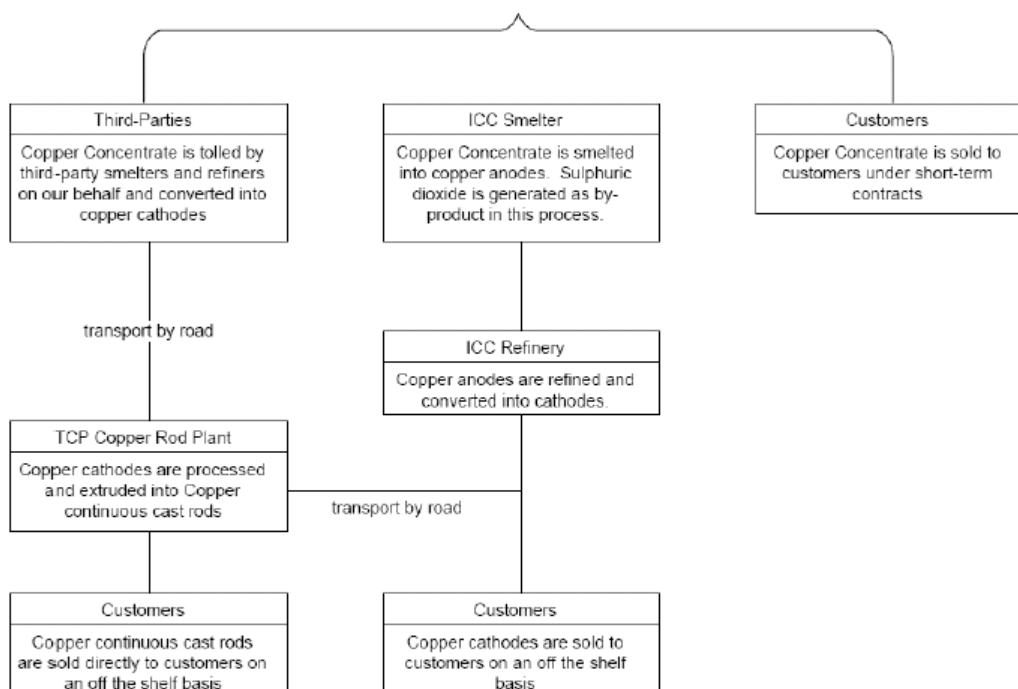 Third-Parties
Copper Concentrate is tolled by
third-party smelters and refiners
on our behalf and converted into
copper cathodes
ICC Smelter
Copper Concentrate is smelted
into copper anodes. Sulphuric
dioxide is generated as by-
product in this process.
Customers
Copper Concentrate is sold to
customers under short-term
contracts
transport by road
ICC Refinery
Copper anodes are refined and
converted into cathodes.
TCP Copper Rod Plant
Copper cathodes are processed
and extruded into Copper
continuous cast rods
transport by road
Customers
Copper continuous cast rods
are sold directly to customers on
an off the shelf basis
Customers
Copper cathodes are sold to
customers on an off the shelf
basis